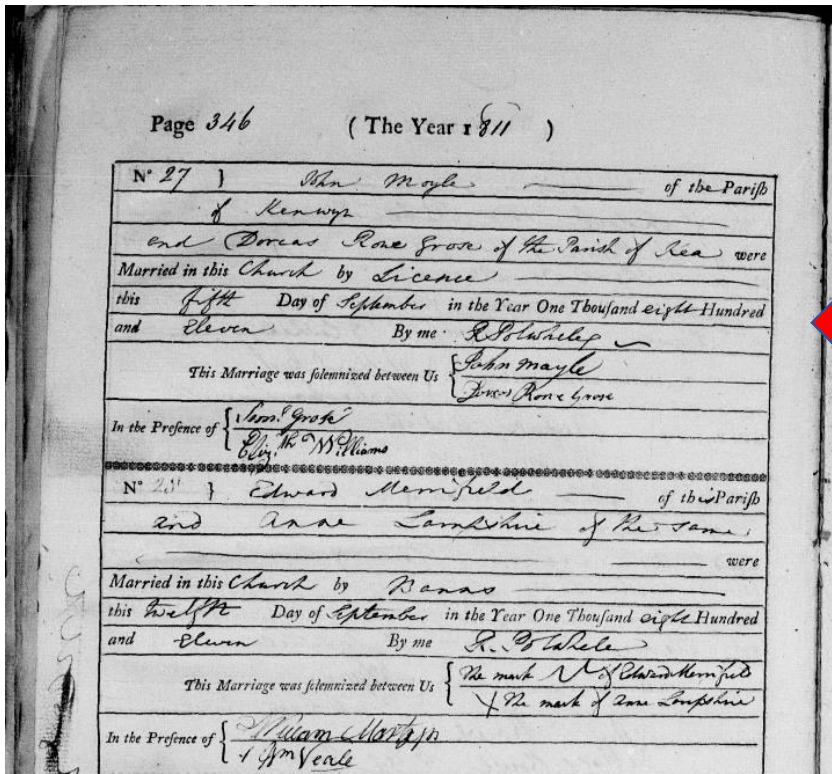 Page 346 ( The Year 1811 )
No 27 } John Moyle of the Parish
of Kenwyn
and Dorcas Rone Grose of the Parish of Kea were
Married in this Church by Licence
this fifth Day of September in the Year One Thousand eight Hundred
and Eleven By me R Polwhele
This Marriage was solemnized between Us { John Moyle
Dorcas Rone Grose
In the Presence of { Grose
Eliz.th Williams
No } Edward Merrifield of this Parish
and Anne Lampshire of the same
were
Married in this Church by Banns
this twelfth Day of September in the Year One Thousand eight Hundred
and Eleven By me R. Polwhele
This Marriage was solemnized between Us { The mark of Edward Merrifield
X The mark of Anne Lampshire
In the Presence of { William Martyn
Wm Veale